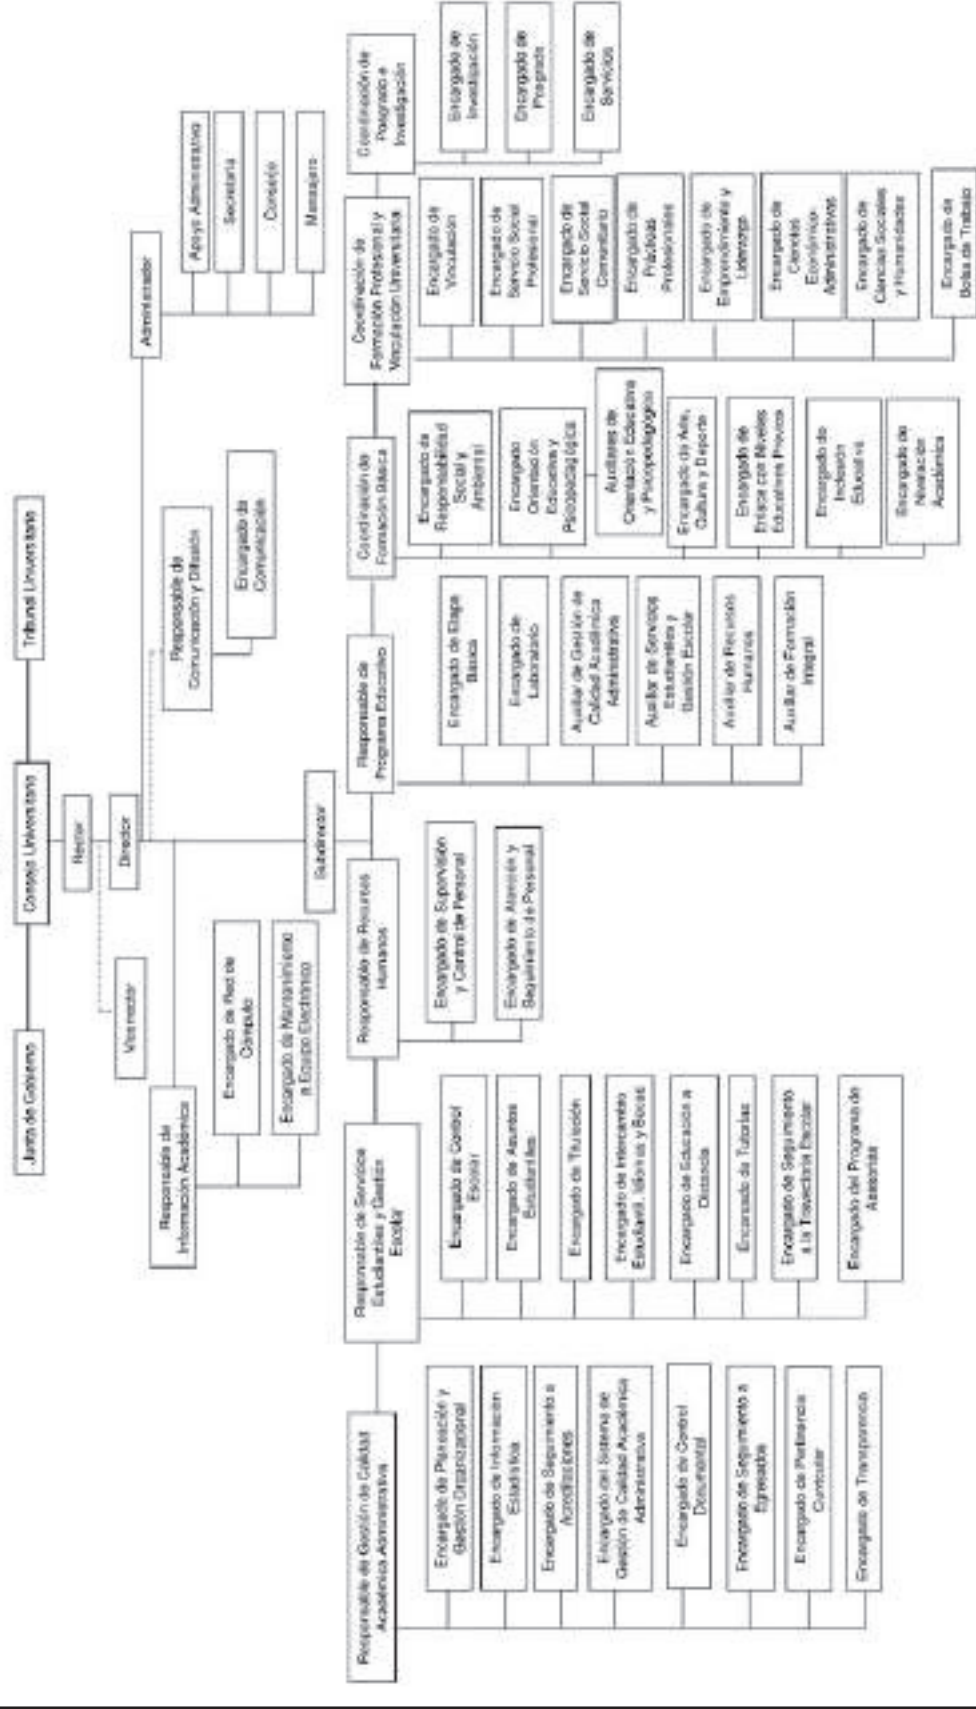 Junta de Gobierno
Consejo Universitario
Tribunal Universitario
Rector
Vicerrector
Director
Responsable de
Información Académica
Encargado de Red de
Cómputo
Encargado de Mantenimiento
a Equipo Electrónico
Responsable de
Comunicación y Difusión
Encargado de
Comunicación
Administrador
Apoyo Administrativo
Secretaria
Conserje
Mensajero
Subdirector
Responsable de Gestión de Calidad
Académica Administrativa
Encargado de Planeación y
Gestión Organizacional
Encargado de Información
Estadística
Encargado de Seguimiento a
Acreditaciones
Encargado del Sistema de
Gestión de Calidad Académica
Administrativa
Encargado de Control
Documental
Encargado de Seguimiento a
Egresados
Encargado de Pertinencia
Curricular
Encargado de Transparencia
Responsable de Servicios
Estudiantiles y Gestión
Escolar
Encargado de Control
Escolar
Encargado de Asuntos
Estudiantiles
Encargado de Titulación
Encargado de Intercambio
Estudiantil, Idiomas y Becas
Encargado de Educación a
Distancia
Encargado de Tutorías
Encargado de Seguimiento
a la Trayectoria Escolar
Encargado del Programa de
Asesorías
Responsable de Recursos
Humanos
Encargado de Supervisión
y Control de Personal
Encargado de Atención y
Seguimiento de Personal
Responsable de
Programa Educativo
Encargado de Etapa
Básica
Encargado de
Laboratorio
Auxiliar de Gestión de
Calidad Académica
Administrativa
Auxiliar de Servicios
Estudiantiles y
Gestión Escolar
Auxiliar de Recursos
Humanos
Auxiliar de Formación
Integral
Coordinación de
Formación Básica
Encargado de
Responsabilidad
Social y
Ambiental
Encargado
Orientación
Educativa y
Psicopedagógica
Auxiliares de
Orientación Educativa
y Psicopedagógico
Encargado de Arte,
Cultura y Deporte
Encargado de
Enlace con Niveles
Educativos Previos
Encargado de
Inclusión
Educativa
Encargado de
Nivelación
Académica
Coordinación de
Formación Profesional y
Vinculación Universitaria
Encargado de
Vinculación
Encargado de
Servicio Social
Profesional
Encargado de
Servicio Social
Comunitario
Encargado de
Prácticas
Profesionales
Encargado de
Emprendimiento y
Liderazgo
Encargado de
Ciencias
Económico-
Administrativas
Encargado de
Ciencias Sociales
y Humanidades
Encargado de
Bolsa de Trabajo
Coordinación de
Posgrado e
Investigación
Encargado de
Investigación
Encargado de
Posgrado
Encargado de
Servicios